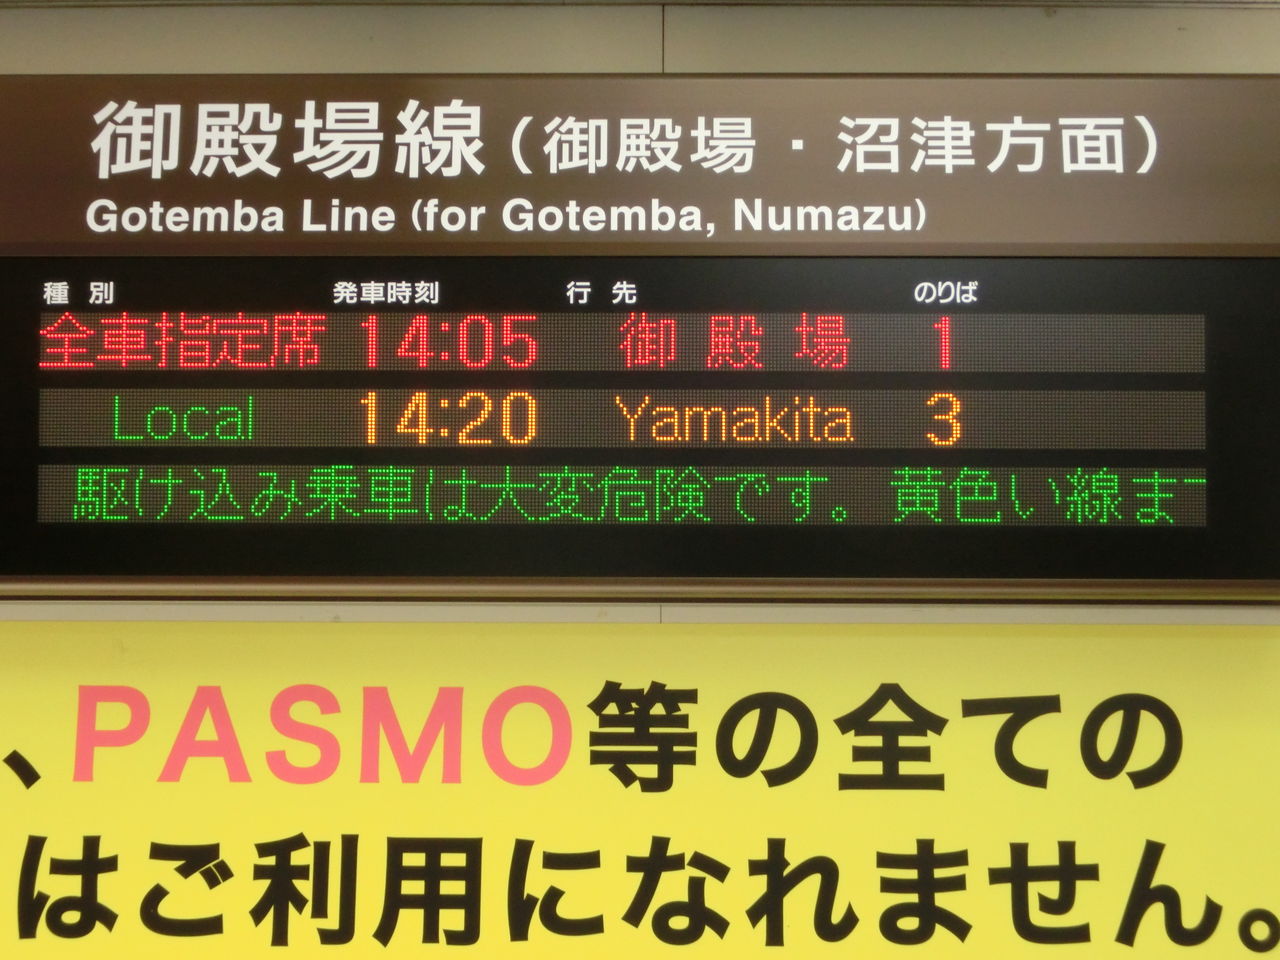 御殿場線（御殿場・沼津方面）
Gotemba Line (for Gotemba, Numazu)
種 別 発車時刻 行 先 のりば
全車指定席 14:05 御 殿 場 1
Local 14:20 Yamakita 3
駆け込み乗車は大変危険です。黄色い線ま
、PASMO等の全ての
はご利用になれません。